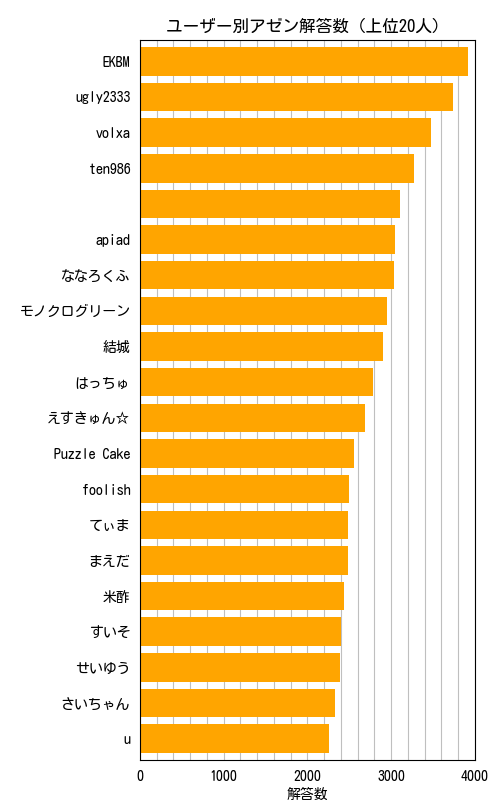 ユーザー別アゼン解答数 (上位20人)
EKBM
ugly2333
volxa
ten986
apiad
ななろくふ
モノクログリーン
結城
はっちゅ
えすきゅん☆
Puzzle Cake
foolish
てぃま
まえだ
米酢
すいそ
せいゆう
さいちゃん
u
0 1000 2000 3000 4000
解答数